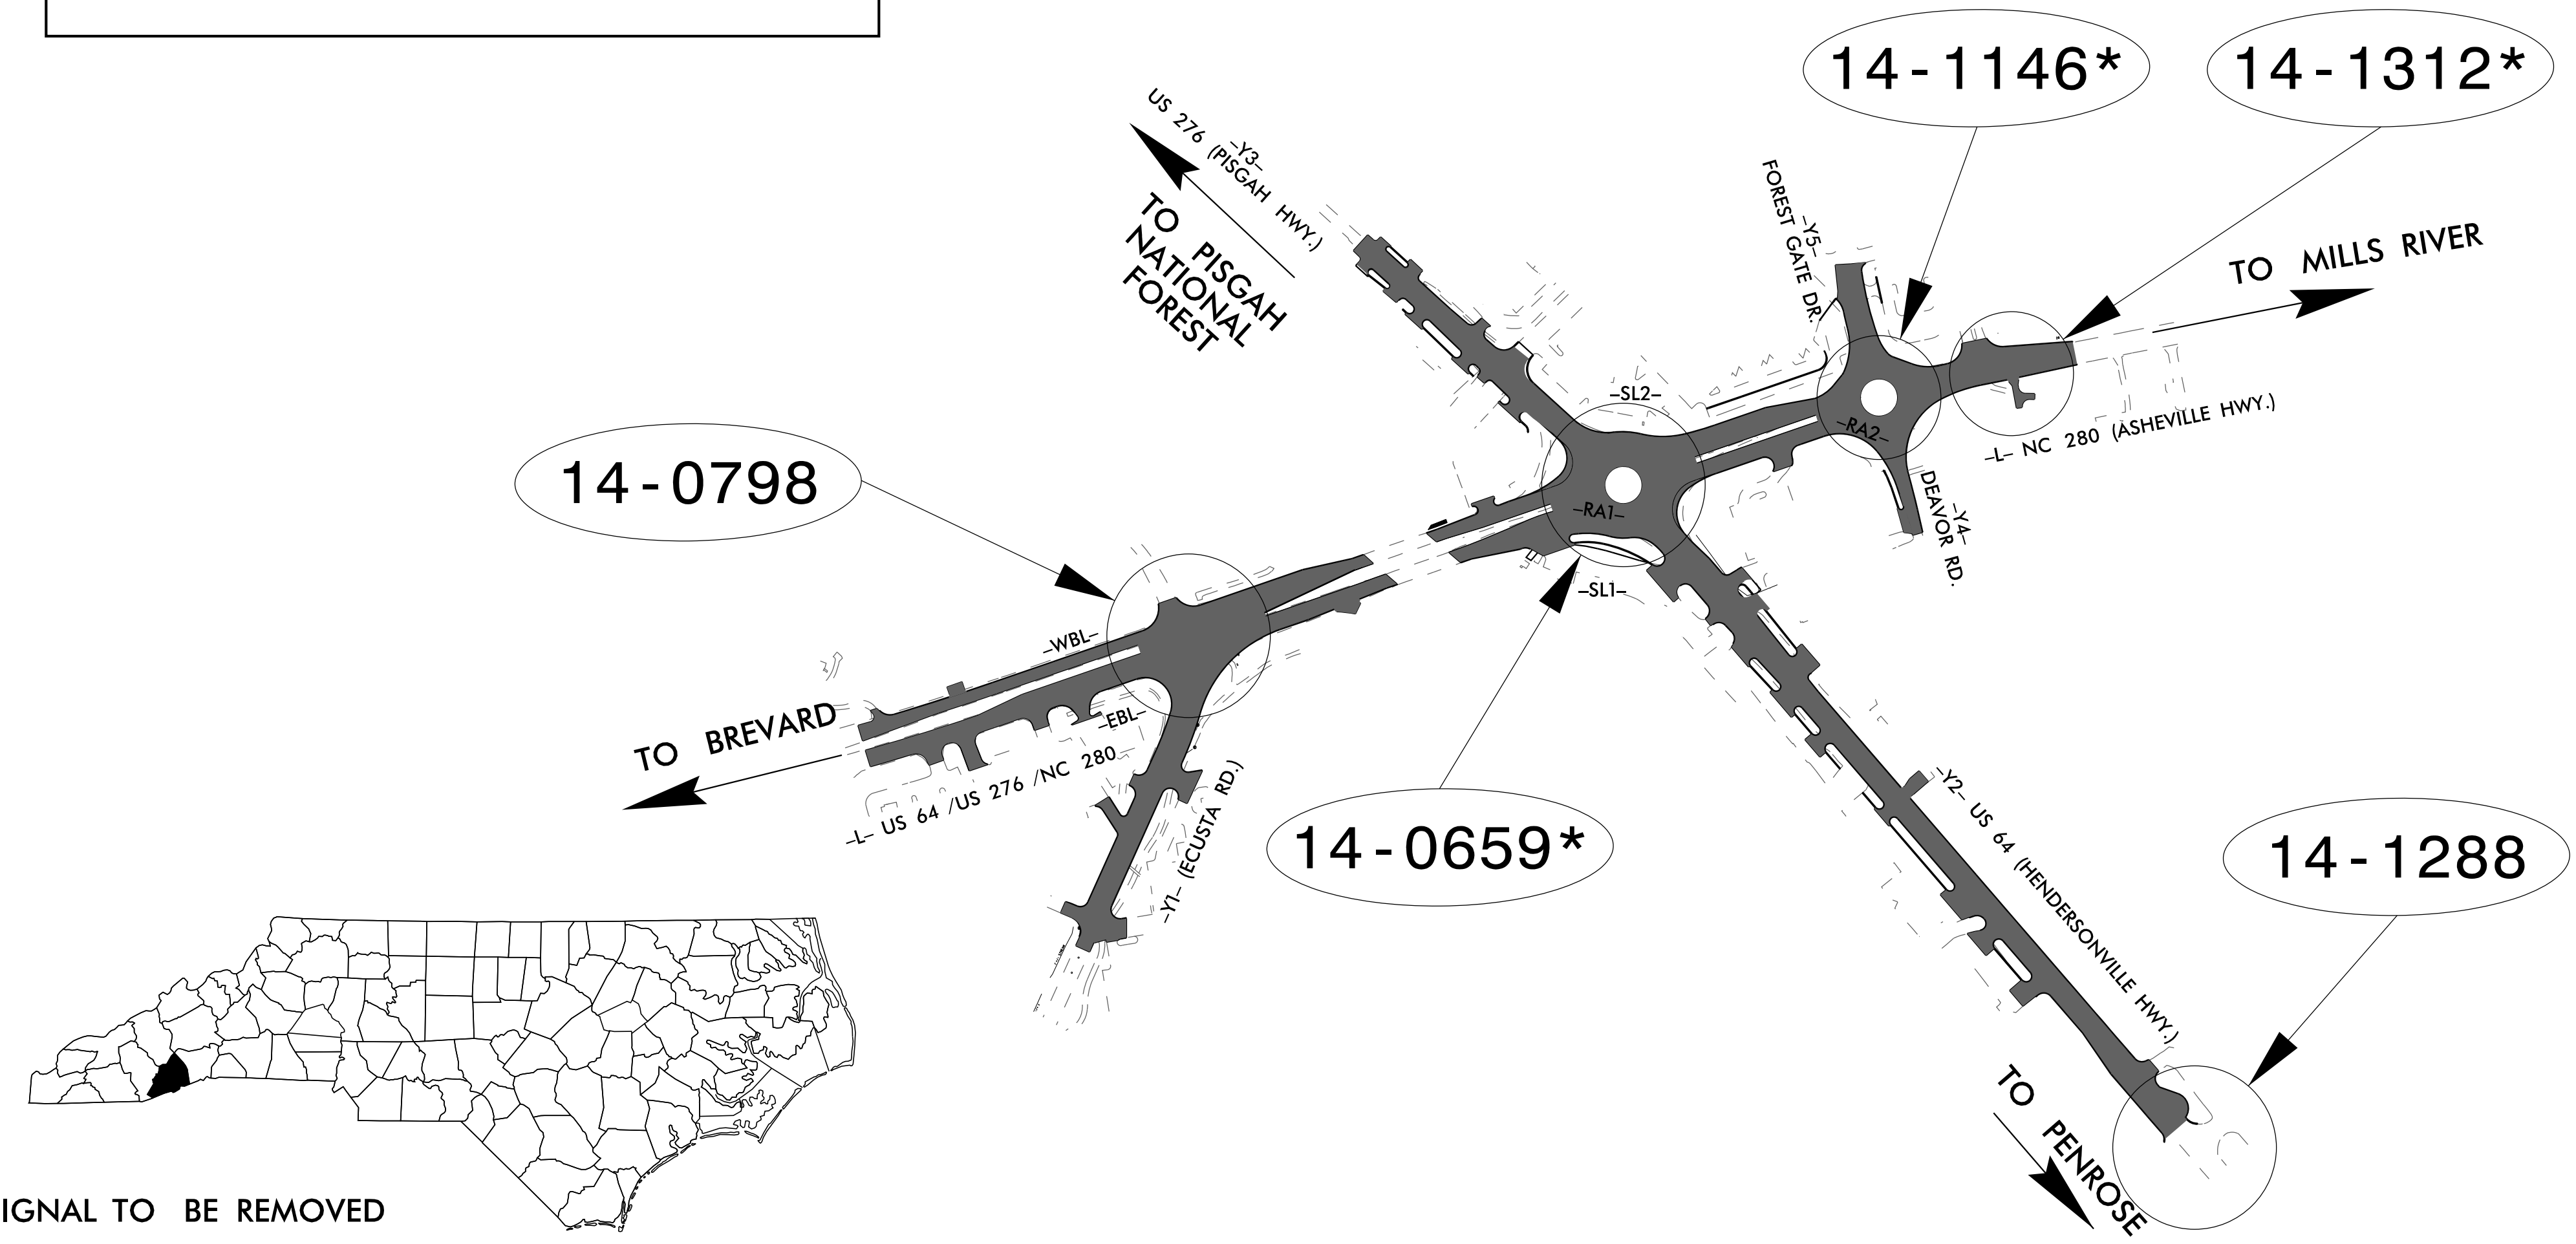 14-1146*
14-1312*
US 276 (PISGAH HWY.)
-Y3-
TO PISGAH
NATIONAL
FOREST
FOREST GATE DR.
-Y5-
TO MILLS RIVER
-SL2-
-RA2-
-L- NC 280 (ASHEVILLE HWY.)
14-0798
-RA1-
DEAVOR RD.
-Y4-
-SL1-
-WBL-
-EBL-
TO BREVARD
-L- US 64 /US 276 /NC 280
-Y1- (ECUSTA RD.)
14-0659*
-Y2- US 64 (HENDERSONVILLE HWY.)
14-1288
TO PENROSE
IGNAL TO BE REMOVED